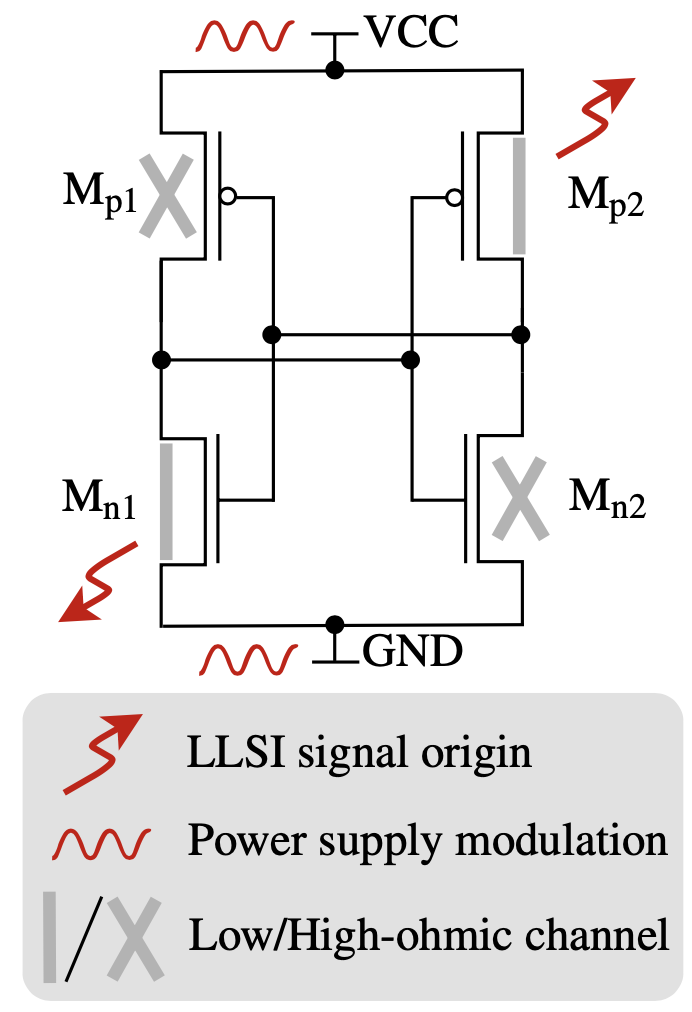 VCC
Mp1
Mp2
Mn1
Mn2
GND
LLSI signal origin
Power supply modulation
Low/High-ohmic channel